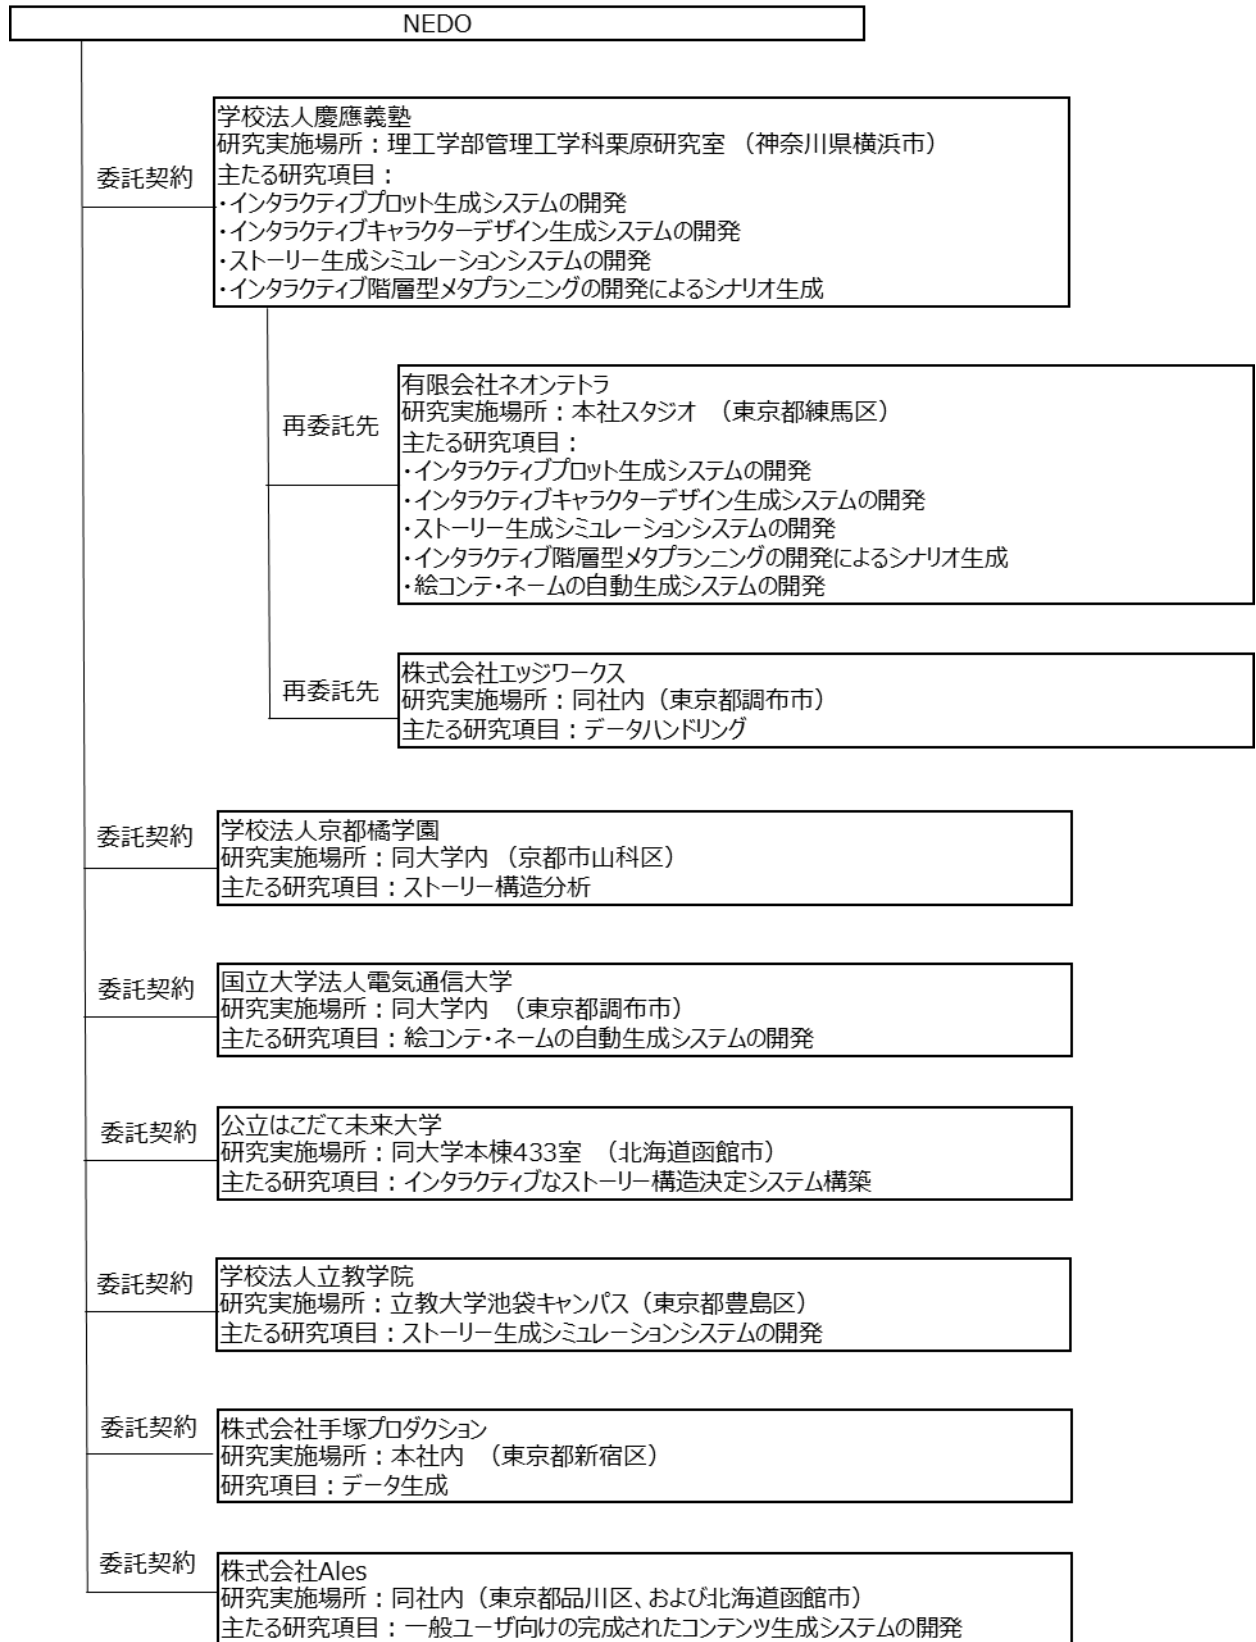 NEDO
委託契約
学校法人慶應義塾
研究実施場所：理工学部管理工学科栗原研究室 （神奈川県横浜市）
主たる研究項目：
・インタラクティブプロット生成システムの開発
・インタラクティブキャラクターデザイン生成システムの開発
・ストーリー生成シミュレーションシステムの開発
・インタラクティブ階層型メタプランニングの開発によるシナリオ生成
再委託先
有限会社ネオンテトラ
研究実施場所：本社スタジオ （東京都練馬区）
主たる研究項目：
・インタラクティブプロット生成システムの開発
・インタラクティブキャラクターデザイン生成システムの開発
・ストーリー生成シミュレーションシステムの開発
・インタラクティブ階層型メタプランニングの開発によるシナリオ生成
・絵コンテ・ネームの自動生成システムの開発
再委託先
株式会社エッジワークス
研究実施場所：同社内（東京都調布市）
主たる研究項目：データハンドリング
委託契約
学校法人京都橘学園
研究実施場所：同大学内 （京都市山科区）
主たる研究項目：ストーリー構造分析
委託契約
国立大学法人電気通信大学
研究実施場所：同大学内 （東京都調布市）
主たる研究項目：絵コンテ・ネームの自動生成システムの開発
委託契約
公立はこだて未来大学
研究実施場所：同大学本棟433室 （北海道函館市）
主たる研究項目：インタラクティブなストーリー構造決定システム構築
委託契約
学校法人立教学院
研究実施場所：立教大学池袋キャンパス（東京都豊島区）
主たる研究項目：ストーリー生成シミュレーションシステムの開発
委託契約
株式会社手塚プロダクション
研究実施場所：本社内 （東京都新宿区）
研究項目：データ生成
委託契約
株式会社Ales
研究実施場所：同社内（東京都品川区、および北海道函館市）
主たる研究項目：一般ユーザ向けの完成されたコンテンツ生成システムの開発